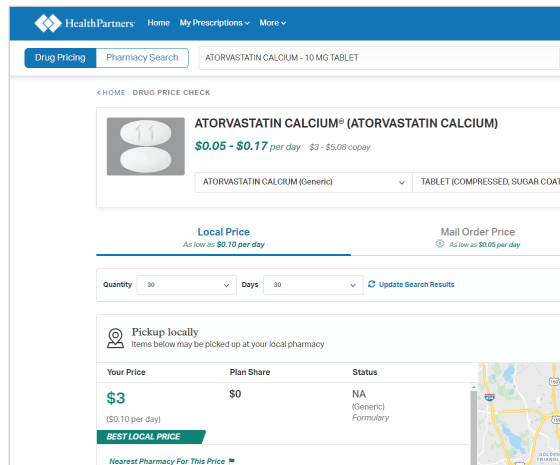 HealthPartners Home My Prescriptions More
Drug Pricing Pharmacy Search ATORVASTATIN CALCIUM - 10 MG TABLET
< HOME | DRUG PRICE CHECK
ATORVASTATIN CALCIUM® (ATORVASTATIN CALCIUM)
$0.05 - $0.17 per day $3 - $5.08 copay
ATORVASTATIN CALCIUM (Generic) TABLET (COMPRESSED, SUGAR COAT
Local Price Mail Order Price
As low as $0.10 per day As low as $0.05 per day
Quantity 30 Days 30 Update Search Results
Pickup locally
Items below may be picked up at your local pharmacy
Your Price Plan Share Status
$3 $0 NA
(Generic)
($0.10 per day) Formulary
BEST LOCAL PRICE
Nearest Pharmacy For This Price
GOLDEN
TRIANGL